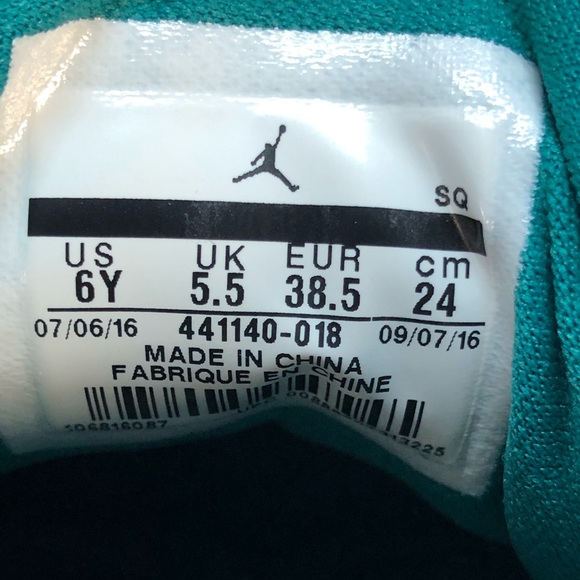 SQ
US UK EUR cm
6Y 5.5 38.5 24
07/06/16 441140-018 09/07/16
MADE IN CHINA
FABRIQUE EN CHINE